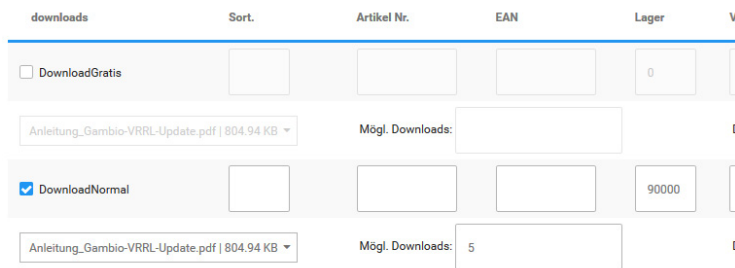 downloads Sort. Artikel Nr. EAN Lager V
DownloadGratis 0
Anleitung_Gambio-VRRL-Update.pdf | 804.94 KB Mögl. Downloads:
DownloadNormal 90000
Anleitung_Gambio-VRRL-Update.pdf | 804.94 KB Mögl. Downloads: 5